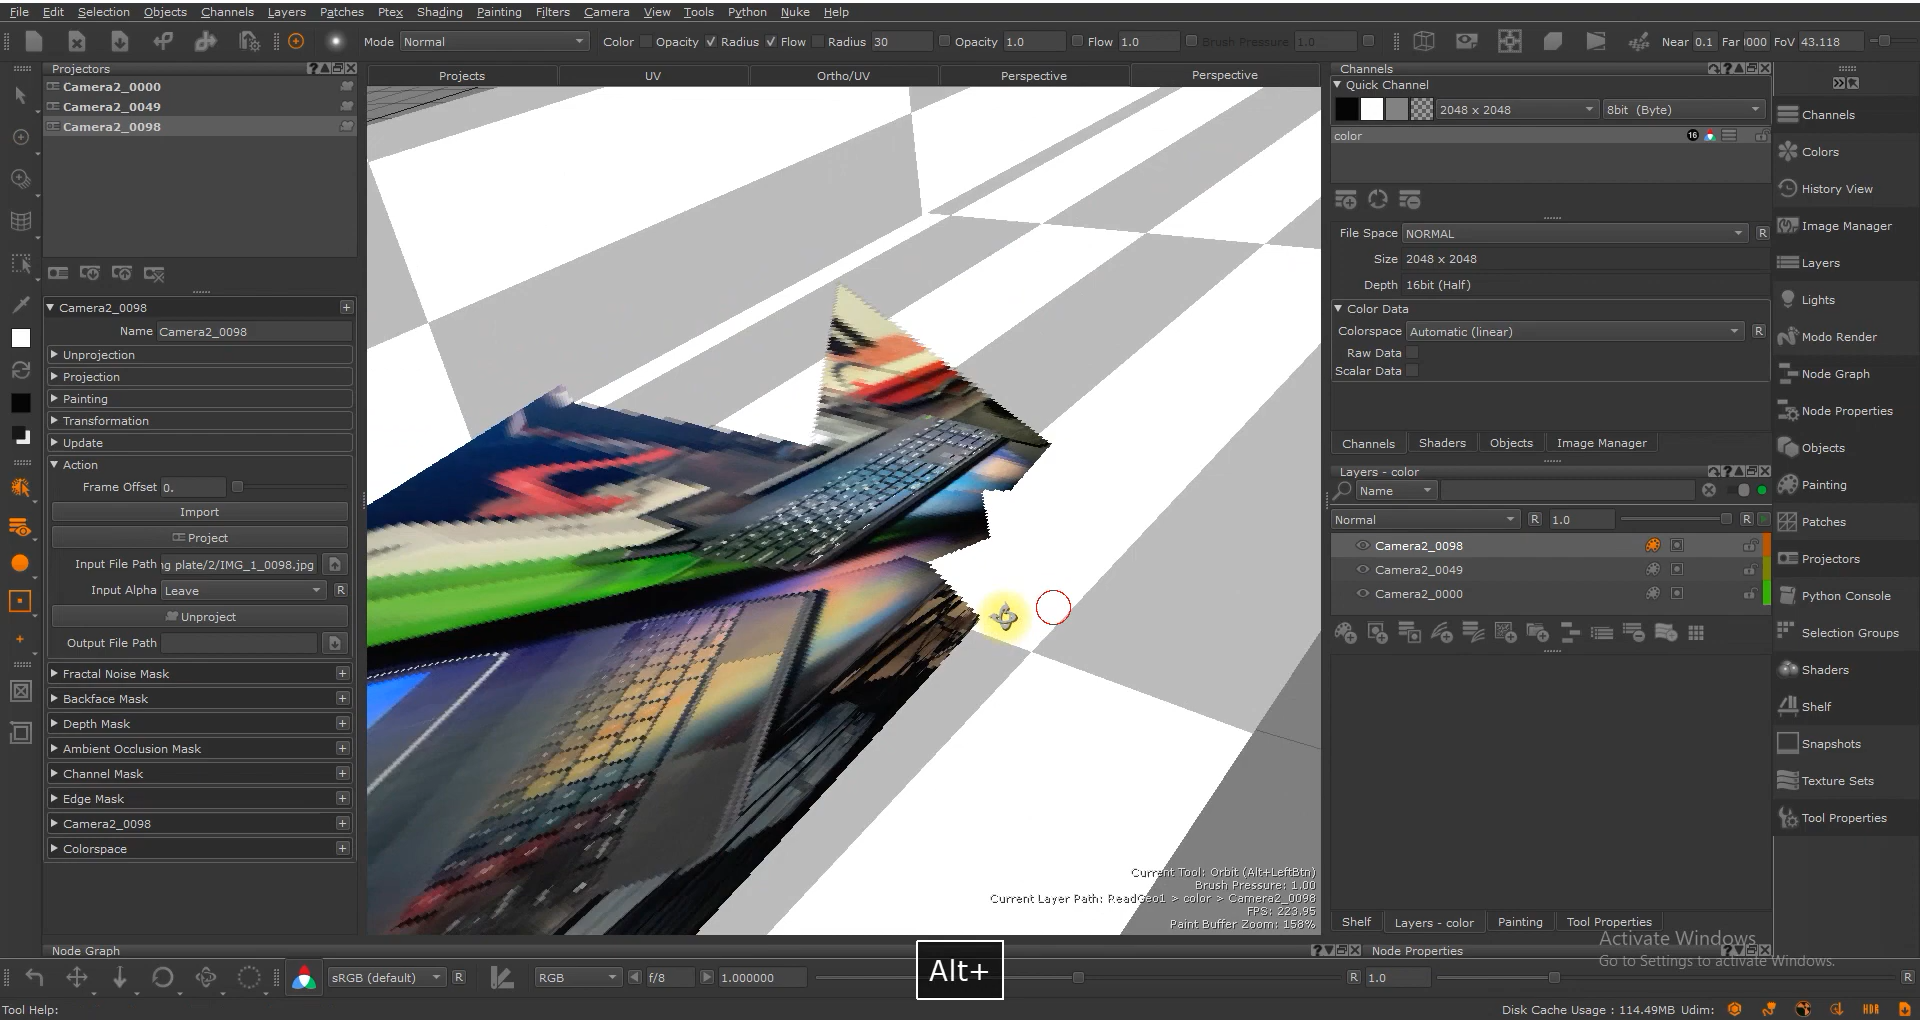 File Edit Selection Objects Channels Layers Patches Ptex Shading Painting Filters Camera View Tools Python Nuke Help
Mode Normal Color Opacity Radius Flow Radius 30 Opacity 1.0 Flow 1.0 Brush Pressure 1.0 Near 0.1 Far 000 FoV 43.118
Projectors
Camera2_0000
Camera2_0049
Camera2_0098
Camera2_0098
Name Camera2_0098
Unprojection
Projection
Painting
Transformation
Update
Action
Frame Offset 0.
Import
Project
Input File Path ng plate/2/IMG_1_0098.jpg
Input Alpha Leave R
Unproject
Output File Path
Fractal Noise Mask
Backface Mask
Depth Mask
Ambient Occlusion Mask
Channel Mask
Edge Mask
Camera2_0098
Colorspace
Projects UV Ortho/UV Perspective Perspective
Current Tool: Orbit (Alt+LeftBtn)
Brush Pressure: 1.00
Current Layer Path: ReadGeo1 > color > Camera2_0098
FPS: 223.95
Paint Buffer Zoom: 156%
Channels
Quick Channel
2048 x 2048 8bit (Byte)
color 16
File Space NORMAL R
Size 2048 x 2048
Depth 16bit (Half)
Color Data
Colorspace Automatic (linear) R
Raw Data
Scalar Data
Channels Shaders Objects Image Manager
Layers - color
Name
Normal R 1.0 R
Camera2_0098
Camera2_0049
Camera2_0000
Shelf Layers - color Painting Tool Properties
Channels
Colors
History View
Image Manager
Layers
Lights
Modo Render
Node Graph
Node Properties
Objects
Painting
Patches
Projectors
Python Console
Selection Groups
Shaders
Shelf
Snapshots
Texture Sets
Tool Properties
Activate Windows
Go to Settings to activate Windows.
Node Graph Node Properties
sRGB (default) R RGB f/8 1.000000 Alt+ R 1.0 R
Tool Help: Disk Cache Usage : 114.49MB Udim: HDR